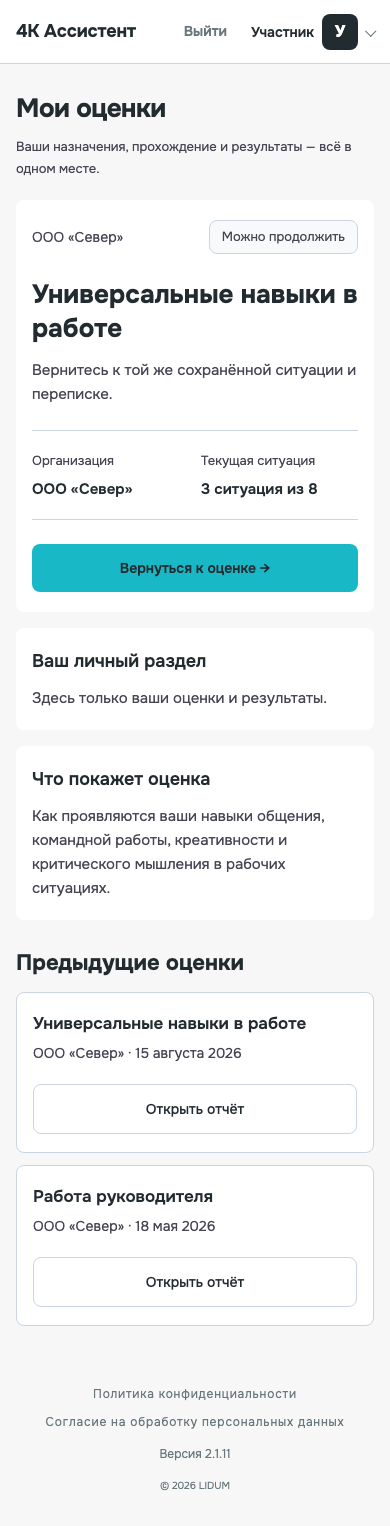 4K Ассистент
Выйти
Участник
У
Мои оценки
Ваши назначения, прохождение и результаты — всё в
одном месте.
ООО «Север»
Можно продолжить
Универсальные навыки в
работе
Вернитесь к той же сохранённой ситуации и
переписке.
Организация
Текущая ситуация
ООО «Север»
3 ситуация из 8
Вернуться к оценке →
Ваш личный раздел
Здесь только ваши оценки и результаты.
Что покажет оценка
Как проявляются ваши навыки общения,
командной работы, креативности и
критического мышления в рабочих
ситуациях.
Предыдущие оценки
Универсальные навыки в работе
ООО «Север» · 15 августа 2026
Открыть отчёт
Работа руководителя
ООО «Север» · 18 мая 2026
Открыть отчёт
Политика конфиденциальности
Согласие на обработку персональных данных
Версия 2.1.11
© 2026 LIDUM